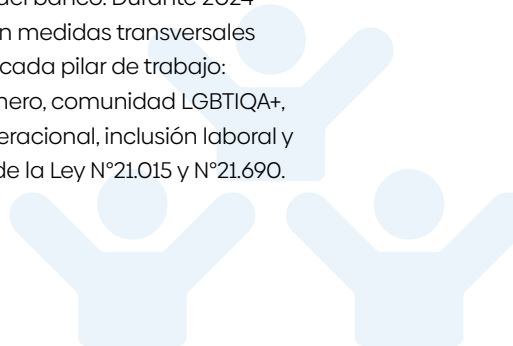 del banco. Durante 2024
n medidas transversales
cada pilar de trabajo:
nero, comunidad LGBTIQA+,
eracional, inclusión laboral y
de la Ley N°21.015 y N°21.690.